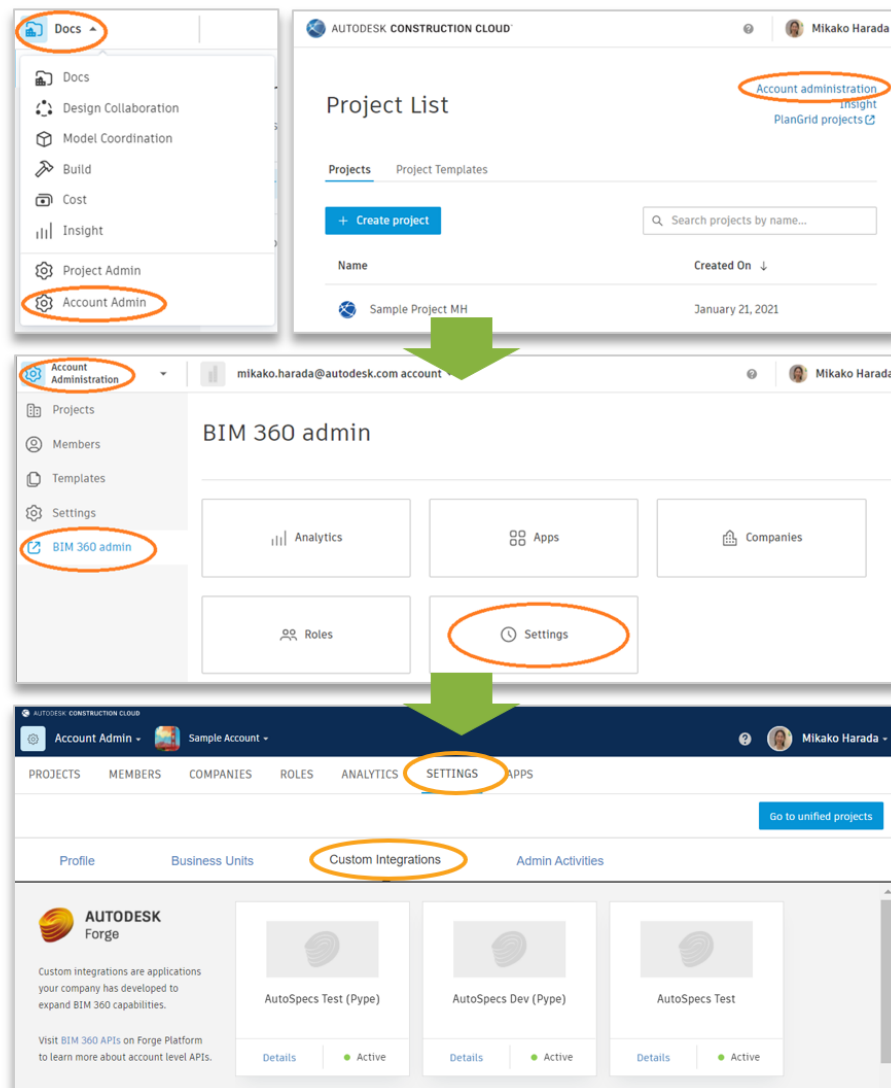 Docs
Docs
Design Collaboration
Model Coordination
Build
Cost
Insight
Project Admin
Account Admin
AUTODESK CONSTRUCTION CLOUD
Mikako Harada
Project List
Account administration
Insight
PlanGrid projects
Projects Project Templates
+ Create project
Search projects by name...
Name Created On ↓
Sample Project MH January 21, 2021
Account
Administration
mikako.harada@autodesk.com account
Mikako Harada
Projects
Members
Templates
Settings
BIM 360 admin
BIM 360 admin
Analytics Apps Companies
Roles Settings
AUTODESK CONSTRUCTION CLOUD
Account Admin Sample Account Mikako Harada
PROJECTS MEMBERS COMPANIES ROLES ANALYTICS SETTINGS APPS
Go to unified projects
Profile Business Units Custom Integrations Admin Activities
AUTODESK
Forge
Custom integrations are applications
your company has developed to
expand BIM 360 capabilities.
Visit BIM 360 APIs on Forge Platform
to learn more about account level APIs.
AutoSpecs Test (Pype) AutoSpecs Dev (Pype) AutoSpecs Test
Details Active Details Active Details Active